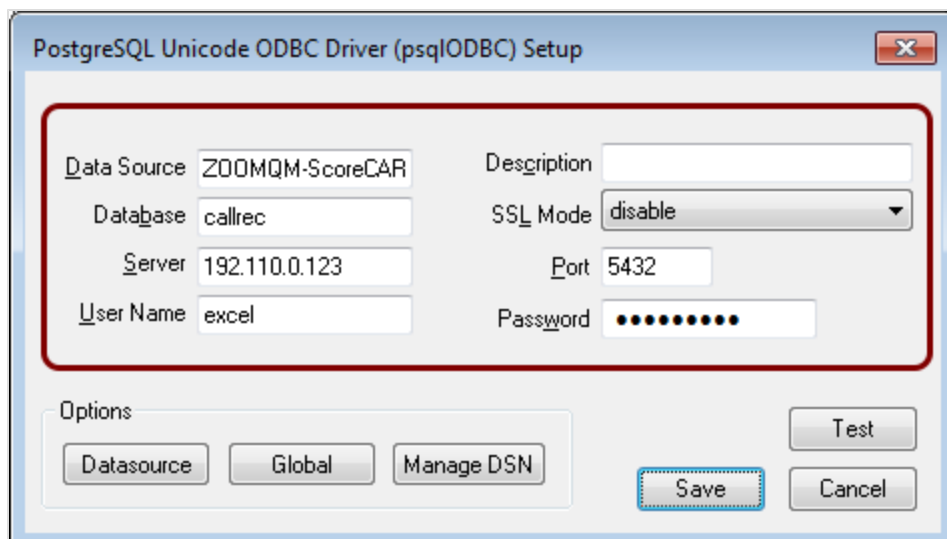 PostgreSQL Unicode ODBC Driver (psqlODBC) Setup
Data Source ZOOMQM-ScoreCAR
Description
Database callrec
SSL Mode disable
Server 192.110.0.123
Port 5432
User Name excel
Password ●●●●●●●●●
Options
Datasource Global Manage DSN
Test
Save Cancel